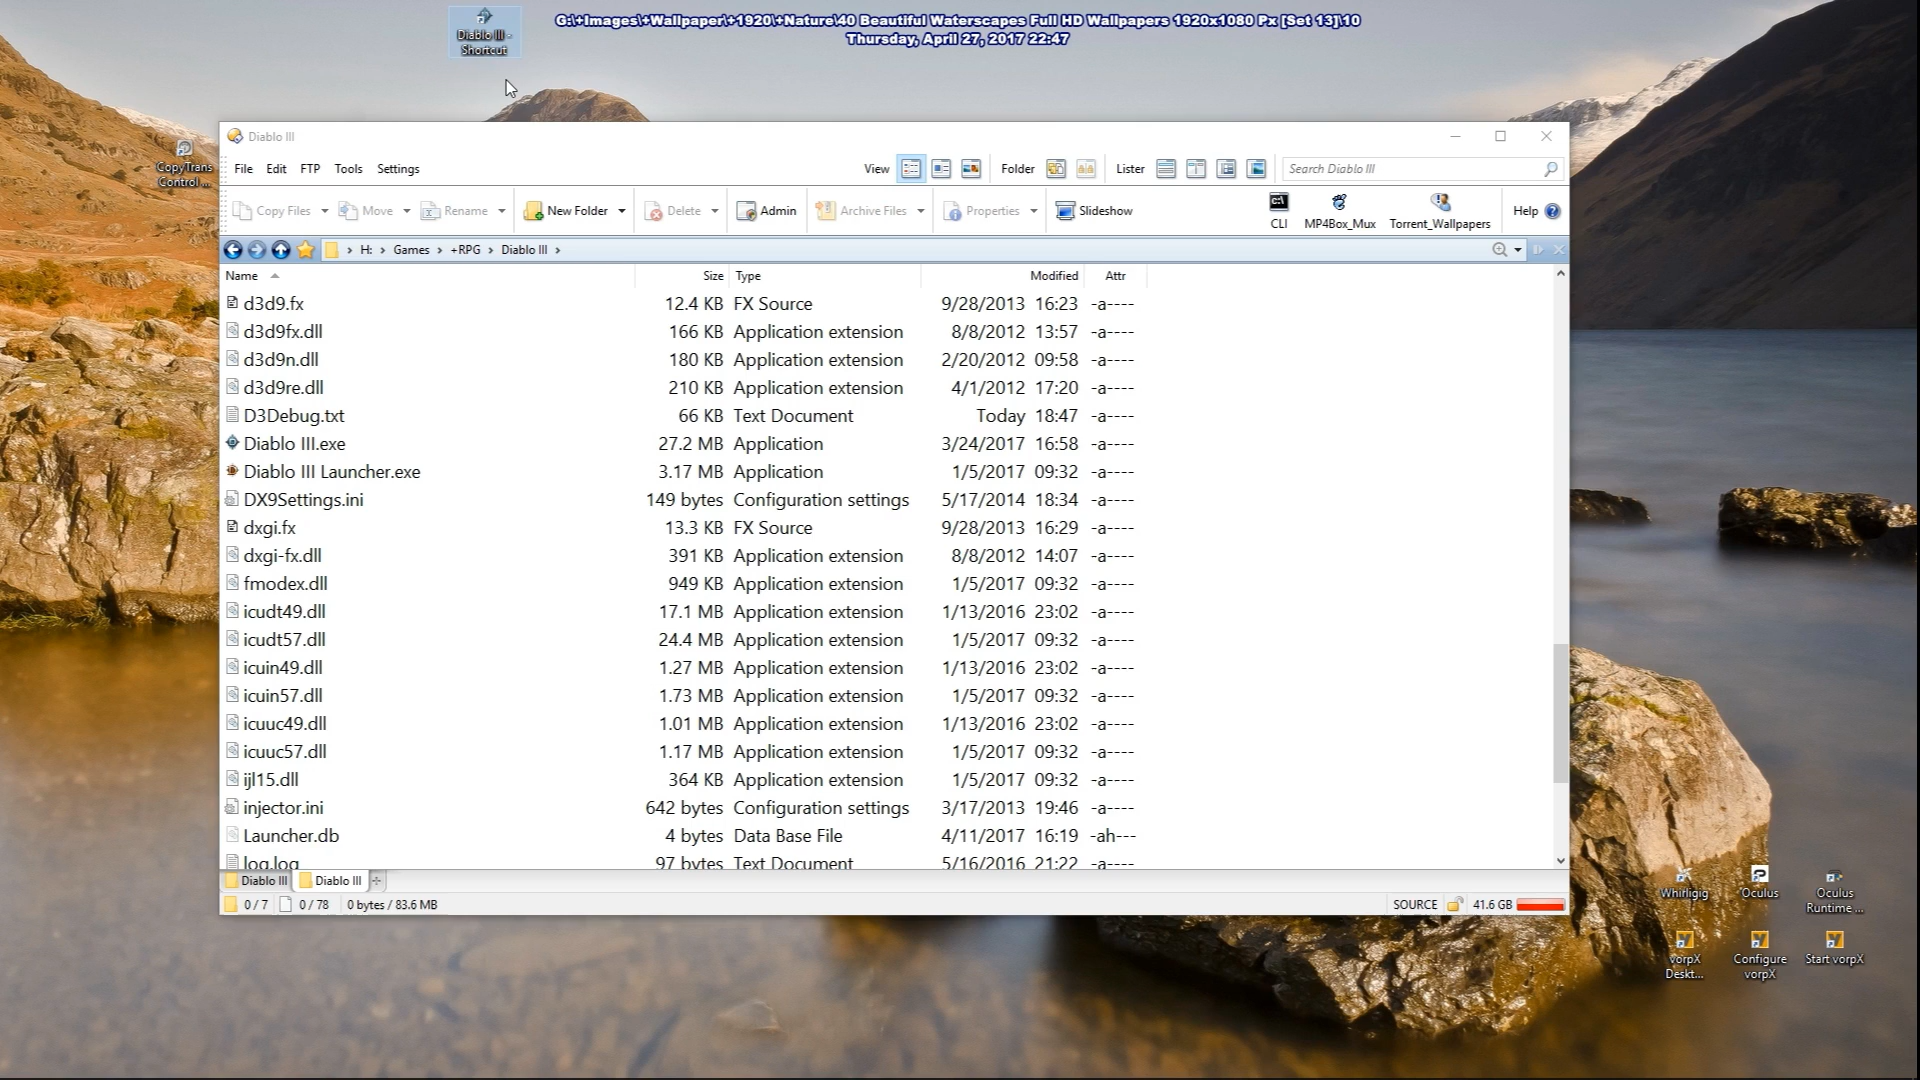 Diablo III -
Shortcut
G:\+Images\+Wallpaper\+1920\+Nature\40 Beautiful Waterscapes Full HD Wallpapers 1920x1080 Px [Set 13]\10
Thursday, April 27, 2017 22:47
CopyTrans
Control ...
Diablo III
File Edit FTP Tools Settings View Folder Lister Search Diablo III
Copy Files Move Rename New Folder Delete Admin Archive Files Properties Slideshow CLI MP4Box_Mux Torrent_Wallpapers Help
H: Games +RPG Diablo III
Name Size Type Modified Attr
d3d9.fx 12.4 KB FX Source 9/28/2013 16:23 -a----
d3d9fx.dll 166 KB Application extension 8/8/2012 13:57 -a----
d3d9n.dll 180 KB Application extension 2/20/2012 09:58 -a----
d3d9re.dll 210 KB Application extension 4/1/2012 17:20 -a----
D3Debug.txt 66 KB Text Document Today 18:47 -a----
Diablo III.exe 27.2 MB Application 3/24/2017 16:58 -a----
Diablo III Launcher.exe 3.17 MB Application 1/5/2017 09:32 -a----
DX9Settings.ini 149 bytes Configuration settings 5/17/2014 18:34 -a----
dxgi.fx 13.3 KB FX Source 9/28/2013 16:29 -a----
dxgi-fx.dll 391 KB Application extension 8/8/2012 14:07 -a----
fmodex.dll 949 KB Application extension 1/5/2017 09:32 -a----
icudt49.dll 17.1 MB Application extension 1/13/2016 23:02 -a----
icudt57.dll 24.4 MB Application extension 1/5/2017 09:32 -a----
icuin49.dll 1.27 MB Application extension 1/13/2016 23:02 -a----
icuin57.dll 1.73 MB Application extension 1/5/2017 09:32 -a----
icuuc49.dll 1.01 MB Application extension 1/13/2016 23:02 -a----
icuuc57.dll 1.17 MB Application extension 1/5/2017 09:32 -a----
ijl15.dll 364 KB Application extension 1/5/2017 09:32 -a----
injector.ini 642 bytes Configuration settings 3/17/2013 19:46 -a----
Launcher.db 4 bytes Data Base File 4/11/2017 16:19 -ah---
log.log 97 bytes Text Document 5/16/2016 21:22 -a----
Diablo III Diablo III
0 / 7 0 / 78 0 bytes / 83.6 MB SOURCE 41.6 GB
Whirligig
Oculus
Oculus
Runtime ...
vorpX
Deskt...
Configure
vorpX
Start vorpX